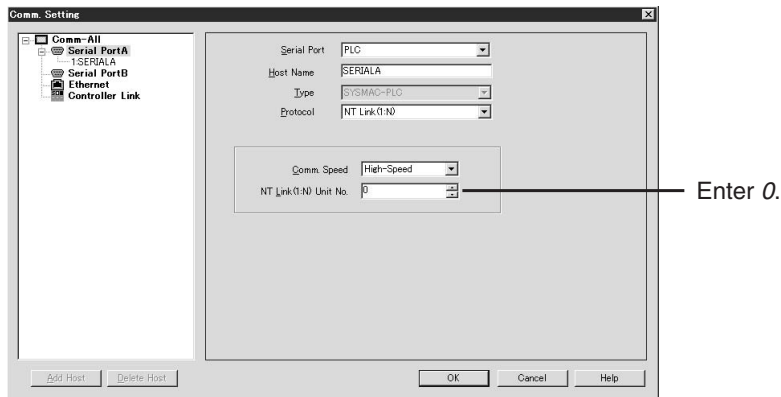 Comm. Setting
Comm-All
Serial PortA
1:SERIALA
Serial PortB
Ethernet
Controller Link
Serial Port PLC
Host Name SERIALA
Type SYSMAC-PLC
Protocol NT Link(1:N)
Comm. Speed High-Speed
NT Link(1:N) Unit No. 0
Enter 0.
Add Host Delete Host OK Cancel Help